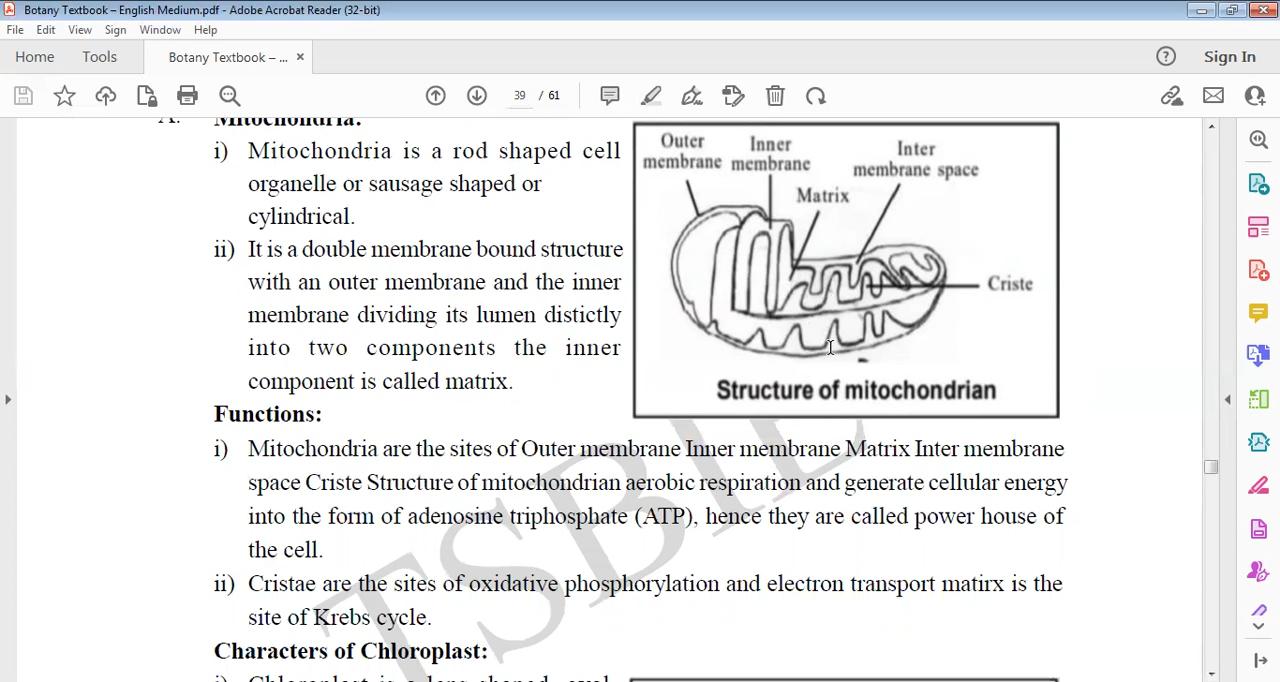 Botany Textbook – English Medium.pdf - Adobe Acrobat Reader (32-bit)
File Edit View Sign Window Help
Home Tools Botany Textbook – ... × Sign In
39 / 61
A. Mitochondria:
i) Mitochondria is a rod shaped cell
organelle or sausage shaped or
cylindrical.
ii) It is a double membrane bound structure
with an outer membrane and the inner
membrane dividing its lumen distictly
into two components the inner
component is called matrix.
Outer
membrane
Inner
membrane
Inter
membrane space
Matrix
Criste
Structure of mitochondrian
Functions:
i) Mitochondria are the sites of Outer membrane Inner membrane Matrix Inter membrane
space Criste Structure of mitochondrian aerobic respiration and generate cellular energy
into the form of adenosine triphosphate (ATP), hence they are called power house of
the cell.
ii) Cristae are the sites of oxidative phosphorylation and electron transport matirx is the
site of Krebs cycle.
Characters of Chloroplast:
i) Chloroplast is a long shaped, oval
TSBIE